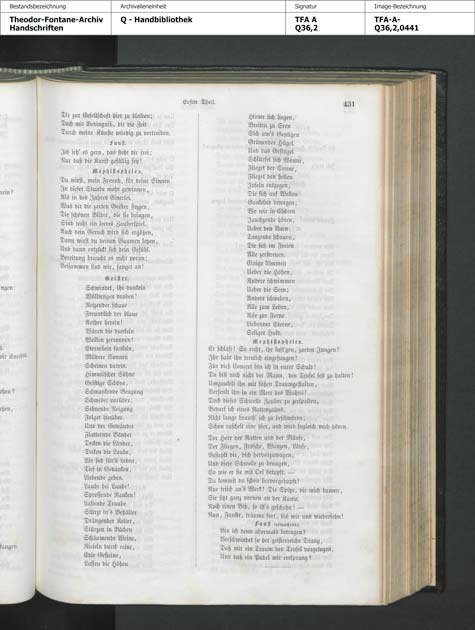 Bestandsbezeichnung
Theodor-Fontane-Archiv
Handschriften
Archivalieneinheit
Q - Handbibliothek
Signatur
TFA A
Q36,2
Image-Bezeichnung
TFA-A-
Q36,2,0441
Erster Theil.
431
Dir zur Gesellschaft hier zu bleiben;
Doch mit Bedingniß, dir die Zeit
Durch meine Künste würdig zu vertreiben.
Faust.
Ich seh' es gern, das steht dir frei;
Nur daß die Kunst gefällig sey!
Mephistopheles.
Du wirst, mein Freund, für deine Sinnen
In dieser Stunde mehr gewinnen,
Als in des Jahres Einerlei.
Was dir die zarten Geister singen,
Die schönen Bilder, die sie bringen,
Sind nicht ein leeres Zauberspiel.
Auch dein Geruch wird sich ergötzen,
Dann wirst du deinen Gaumen letzen,
Und dann entzückt sich dein Gefühl.
Bereitung braucht es nicht voran;
Beisammen sind wir, fanget an!
Geister.
Schwindet, ihr dunkeln
Wölbungen droben!
Reizender schaue
Freundlich der blaue
Aether herein!
Wären die dunkeln
Wolken zerronnen!
Sternelein funkeln,
Mildere Sonnen
Scheinen darein.
Himmlischer Söhne
Geistige Schöne,
Schwankende Beugung
Schwebet vorüber;
Sehnende Neigung
Folget hinüber.
Und der Gewänder
Flatternde Bänder
Decken die Länder,
Decken die Laube,
Wo sich für's Leben,
Tief in Gedanken,
Liebende geben.
Laube bei Laube!
Sprossende Ranken!
Lastende Traube
Stürzt in's Behälter
Drängender Kelter,
Stürzen in Bächen
Schäumende Weine,
Rieseln durch reine,
Edle Gesteine,
Lassen die Höhen
Hinter sich liegen,
Breiten zu Seen
Sich um's Genügen
Grünender Hügel.
Und das Geflügel
Schlürfet sich Wonne,
Flieget der Sonne,
Flieget den hellen
Inseln entgegen,
Die sich auf Wellen
Gauklend bewegen;
Wo wir in Chören
Jauchzende hören,
Ueber den Auen
Tanzende schauen,
Die sich im Freien
Alle zerstreuen.
Einige klimmen
Ueber die Höhen,
Andere schwimmen
Ueber die Seen;
Andere schweben,
Alle zum Leben,
Alle zur Ferne
Liebender Sterne,
Seliger Huld.
Mephistopheles.
Er schläft! So recht, ihr luft'gen, zarten Jungen!
Ihr habt ihn treulich eingesungen!
Für dieß Concert bin ich in eurer Schuld!
Du bist noch nicht der Mann, den Teufel fest zu halten!
Umgaukelt ihn mit süßen Traumgestalten,
Versenkt ihn in ein Meer des Wahns!
Doch dieser Schwelle Zauber zu zerspalten,
Bedarf ich eines Rattenzahns.
Nicht lange brauch' ich zu beschwören:
Schon raschelt eine hier, und wird sogleich mich hören.
Der Herr der Ratten und der Mäuse,
Der Fliegen, Frösche, Wanzen, Läuse,
Befiehlt dir, dich hervorzuwagen,
Und diese Schwelle zu benagen,
So wie er sie mit Oel betupft. —
Da kommst du schon hervorgehupft!
Nur frisch an's Werk! Die Spitze, die mich bannte,
Sie sitzt ganz vornen an der Kante.
Noch einen Biß, so ist's geschehn! —
Nun, Fauste, träume fort, bis wir uns wiedersehn!
Faust (erwachend).
Bin ich denn abermals betrogen?
Verschwindet so der geisterreiche Drang,
Daß mir ein Traum den Teufel vorgelogen,
Und daß ein Pudel mir entsprang?